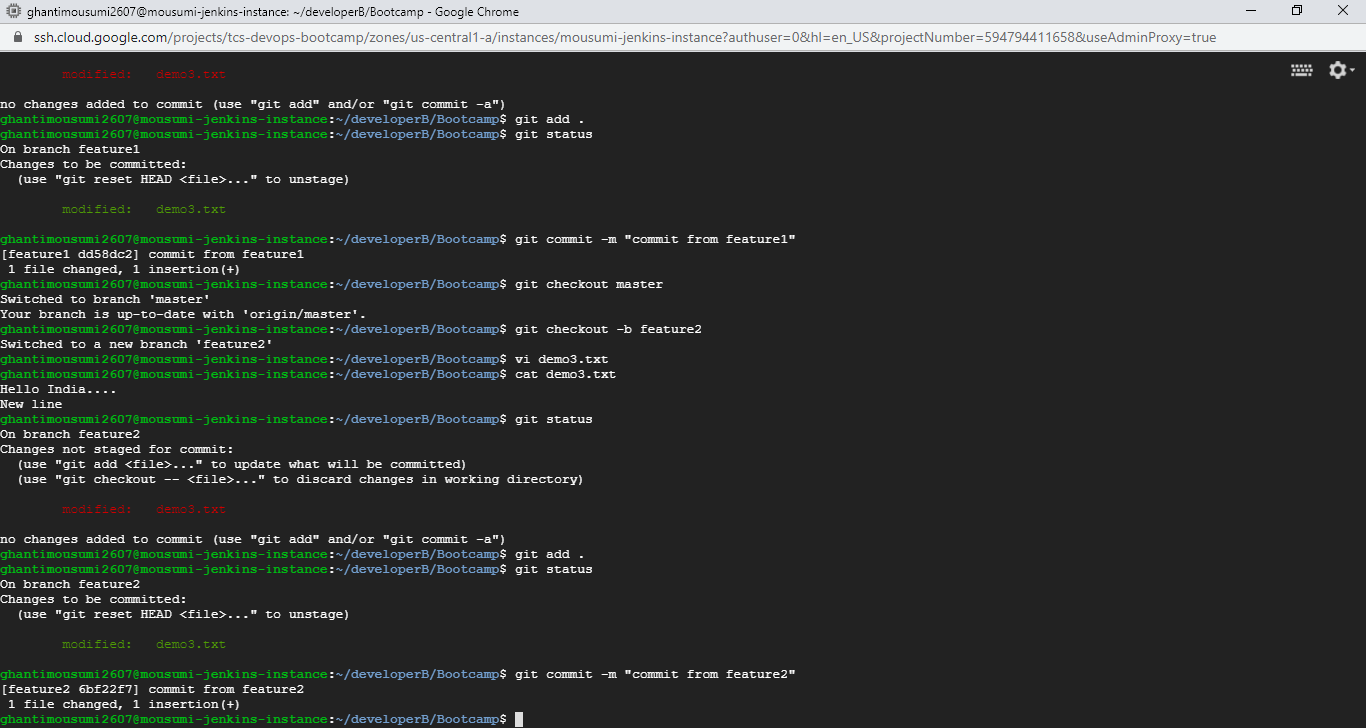 ghantimousumi2607@mousumi-jenkins-instance: ~/developerB/Bootcamp - Google Chrome
ssh.cloud.google.com/projects/tcs-devops-bootcamp/zones/us-central1-a/instances/mousumi-jenkins-instance?authuser=0&hl=en_US&projectNumber=594794411658&useAdminProxy=true
modified:   demo3.txt
no changes added to commit (use "git add" and/or "git commit -a")
ghantimousumi2607@mousumi-jenkins-instance:~/developerB/Bootcamp$ git add .
ghantimousumi2607@mousumi-jenkins-instance:~/developerB/Bootcamp$ git status
On branch feature1
Changes to be committed:
  (use "git reset HEAD <file>..." to unstage)
modified:   demo3.txt
ghantimousumi2607@mousumi-jenkins-instance:~/developerB/Bootcamp$ git commit -m "commit from feature1"
[feature1 dd58dc2] commit from feature1
 1 file changed, 1 insertion(+)
ghantimousumi2607@mousumi-jenkins-instance:~/developerB/Bootcamp$ git checkout master
Switched to branch 'master'
Your branch is up-to-date with 'origin/master'.
ghantimousumi2607@mousumi-jenkins-instance:~/developerB/Bootcamp$ git checkout -b feature2
Switched to a new branch 'feature2'
ghantimousumi2607@mousumi-jenkins-instance:~/developerB/Bootcamp$ vi demo3.txt
ghantimousumi2607@mousumi-jenkins-instance:~/developerB/Bootcamp$ cat demo3.txt
Hello India....
New line
ghantimousumi2607@mousumi-jenkins-instance:~/developerB/Bootcamp$ git status
On branch feature2
Changes not staged for commit:
  (use "git add <file>..." to update what will be committed)
  (use "git checkout -- <file>..." to discard changes in working directory)
modified:   demo3.txt
no changes added to commit (use "git add" and/or "git commit -a")
ghantimousumi2607@mousumi-jenkins-instance:~/developerB/Bootcamp$ git add .
ghantimousumi2607@mousumi-jenkins-instance:~/developerB/Bootcamp$ git status
On branch feature2
Changes to be committed:
  (use "git reset HEAD <file>..." to unstage)
modified:   demo3.txt
ghantimousumi2607@mousumi-jenkins-instance:~/developerB/Bootcamp$ git commit -m "commit from feature2"
[feature2 6bf22f7] commit from feature2
 1 file changed, 1 insertion(+)
ghantimousumi2607@mousumi-jenkins-instance:~/developerB/Bootcamp$